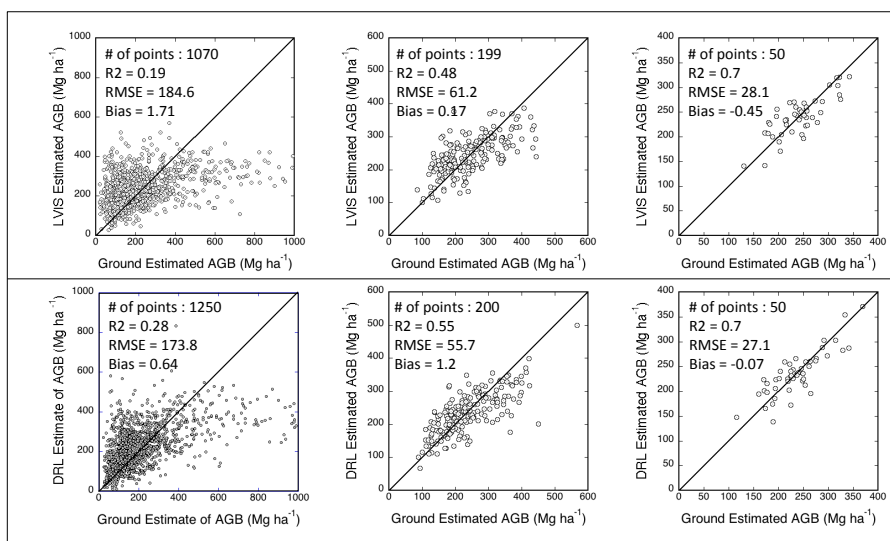 LVIS Estimated AGB (Mg ha-1)
1000
800
600
400
200
0
# of points : 1070
R2 = 0.19
RMSE = 184.6
Bias = 1.71
0 200 400 600 800 1000
Ground Estimated AGB (Mg ha-1)
LVIS Estimated AGB (Mg ha-1)
600
500
400
300
200
100
0
# of points : 199
R2 = 0.48
RMSE = 61.2
Bias = 0.17
0 100 200 300 400 500 600
Ground Estimated AGB (Mg ha-1)
LVIS Estimated AGB (Mg ha-1)
400
350
300
250
200
150
100
50
0
# of points : 50
R2 = 0.7
RMSE = 28.1
Bias = -0.45
0 50 100 150 200 250 300 350 400
Ground Estimated AGB (Mg ha-1)
DRL Estimate of AGB (Mg ha-1)
1000
800
600
400
200
0
# of points : 1250
R2 = 0.28
RMSE = 173.8
Bias = 0.64
0 200 400 600 800 1000
Ground Estimate of AGB (Mg ha-1)
DRL Estimated AGB (Mg ha-1)
600
500
400
300
200
100
0
# of points : 200
R2 = 0.55
RMSE = 55.7
Bias = 1.2
0 100 200 300 400 500 600
Ground Estimated AGB (Mg ha-1)
DRL Estimated AGB (Mg ha-1)
400
350
300
250
200
150
100
50
0
# of points : 50
R2 = 0.7
RMSE = 27.1
Bias = -0.07
0 50 100 150 200 250 300 350 400
Ground Estimated AGB (Mg ha-1)